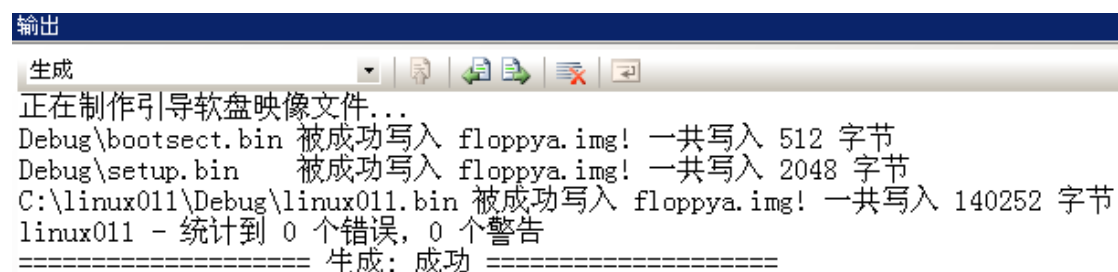 输出
生成
正在制作引导软盘映像文件...
Debug\bootsect.bin 被成功写入 floppya.img! 一共写入 512 字节
Debug\setup.bin   被成功写入 floppya.img! 一共写入 2048 字节
C:\linux011\Debug\linux011.bin 被成功写入 floppya.img! 一共写入 140252 字节
linux011 - 统计到 0 个错误, 0 个警告
==================== 生成: 成功 ====================